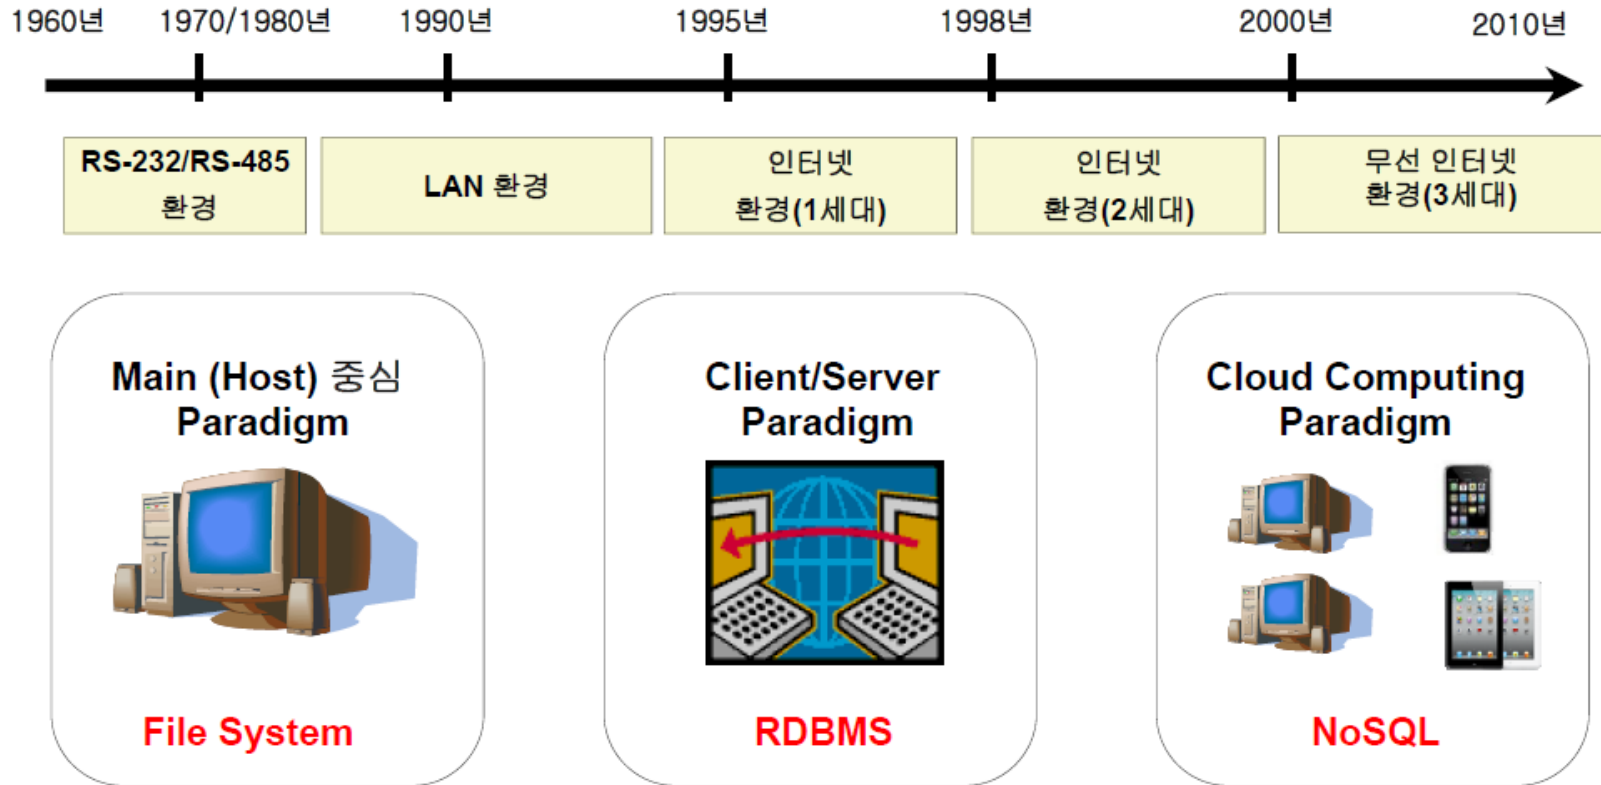 1960년 1970/1980년 1990년 1995년 1998년 2000년 2010년
RS-232/RS-485
환경
LAN 환경
인터넷
환경(1세대)
인터넷
환경(2세대)
무선 인터넷
환경(3세대)
Main (Host) 중심
Paradigm
File System
Client/Server
Paradigm
RDBMS
Cloud Computing
Paradigm
NoSQL